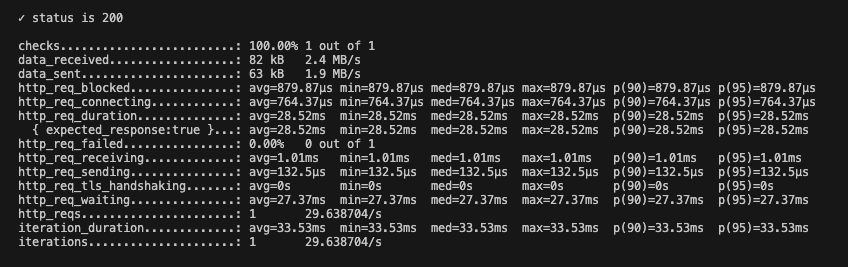 ✓ status is 200
checks.........................: 100.00% 1 out of 1
data_received..................: 82 kB   2.4 MB/s
data_sent......................: 63 kB   1.9 MB/s
http_req_blocked...............: avg=879.87µs min=879.87µs med=879.87µs max=879.87µs p(90)=879.87µs p(95)=879.87µs
http_req_connecting............: avg=764.37µs min=764.37µs med=764.37µs max=764.37µs p(90)=764.37µs p(95)=764.37µs
http_req_duration..............: avg=28.52ms  min=28.52ms  med=28.52ms  max=28.52ms  p(90)=28.52ms  p(95)=28.52ms
{ expected_response:true }...: avg=28.52ms  min=28.52ms  med=28.52ms  max=28.52ms  p(90)=28.52ms  p(95)=28.52ms
http_req_failed................: 0.00%   0 out of 1
http_req_receiving.............: avg=1.01ms   min=1.01ms   med=1.01ms   max=1.01ms   p(90)=1.01ms   p(95)=1.01ms
http_req_sending...............: avg=132.5µs  min=132.5µs  med=132.5µs  max=132.5µs  p(90)=132.5µs  p(95)=132.5µs
http_req_tls_handshaking.......: avg=0s       min=0s       med=0s       max=0s       p(90)=0s       p(95)=0s
http_req_waiting...............: avg=27.37ms  min=27.37ms  med=27.37ms  max=27.37ms  p(90)=27.37ms  p(95)=27.37ms
http_reqs......................: 1       29.638704/s
iteration_duration.............: avg=33.53ms  min=33.53ms  med=33.53ms  max=33.53ms  p(90)=33.53ms  p(95)=33.53ms
iterations.....................: 1       29.638704/s